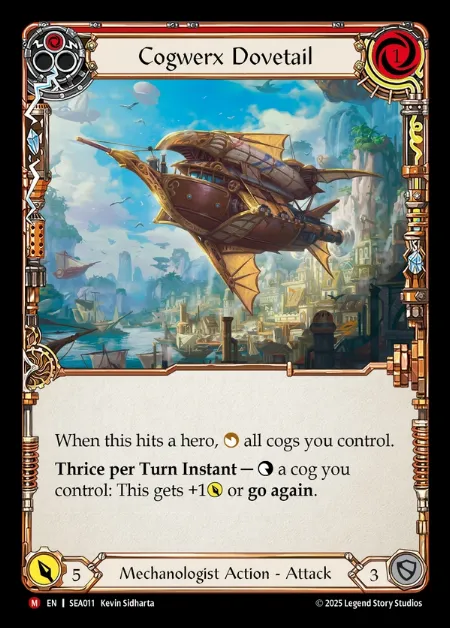 Cogwerx Dovetail
1
When this hits a hero, all cogs you control.
Thrice per Turn Instant — a cog you
control: This gets +1 or go again.
5
Mechanologist Action - Attack
3
M EN | SEA011 Kevin Sidharta
© 2025 Legend Story Studios